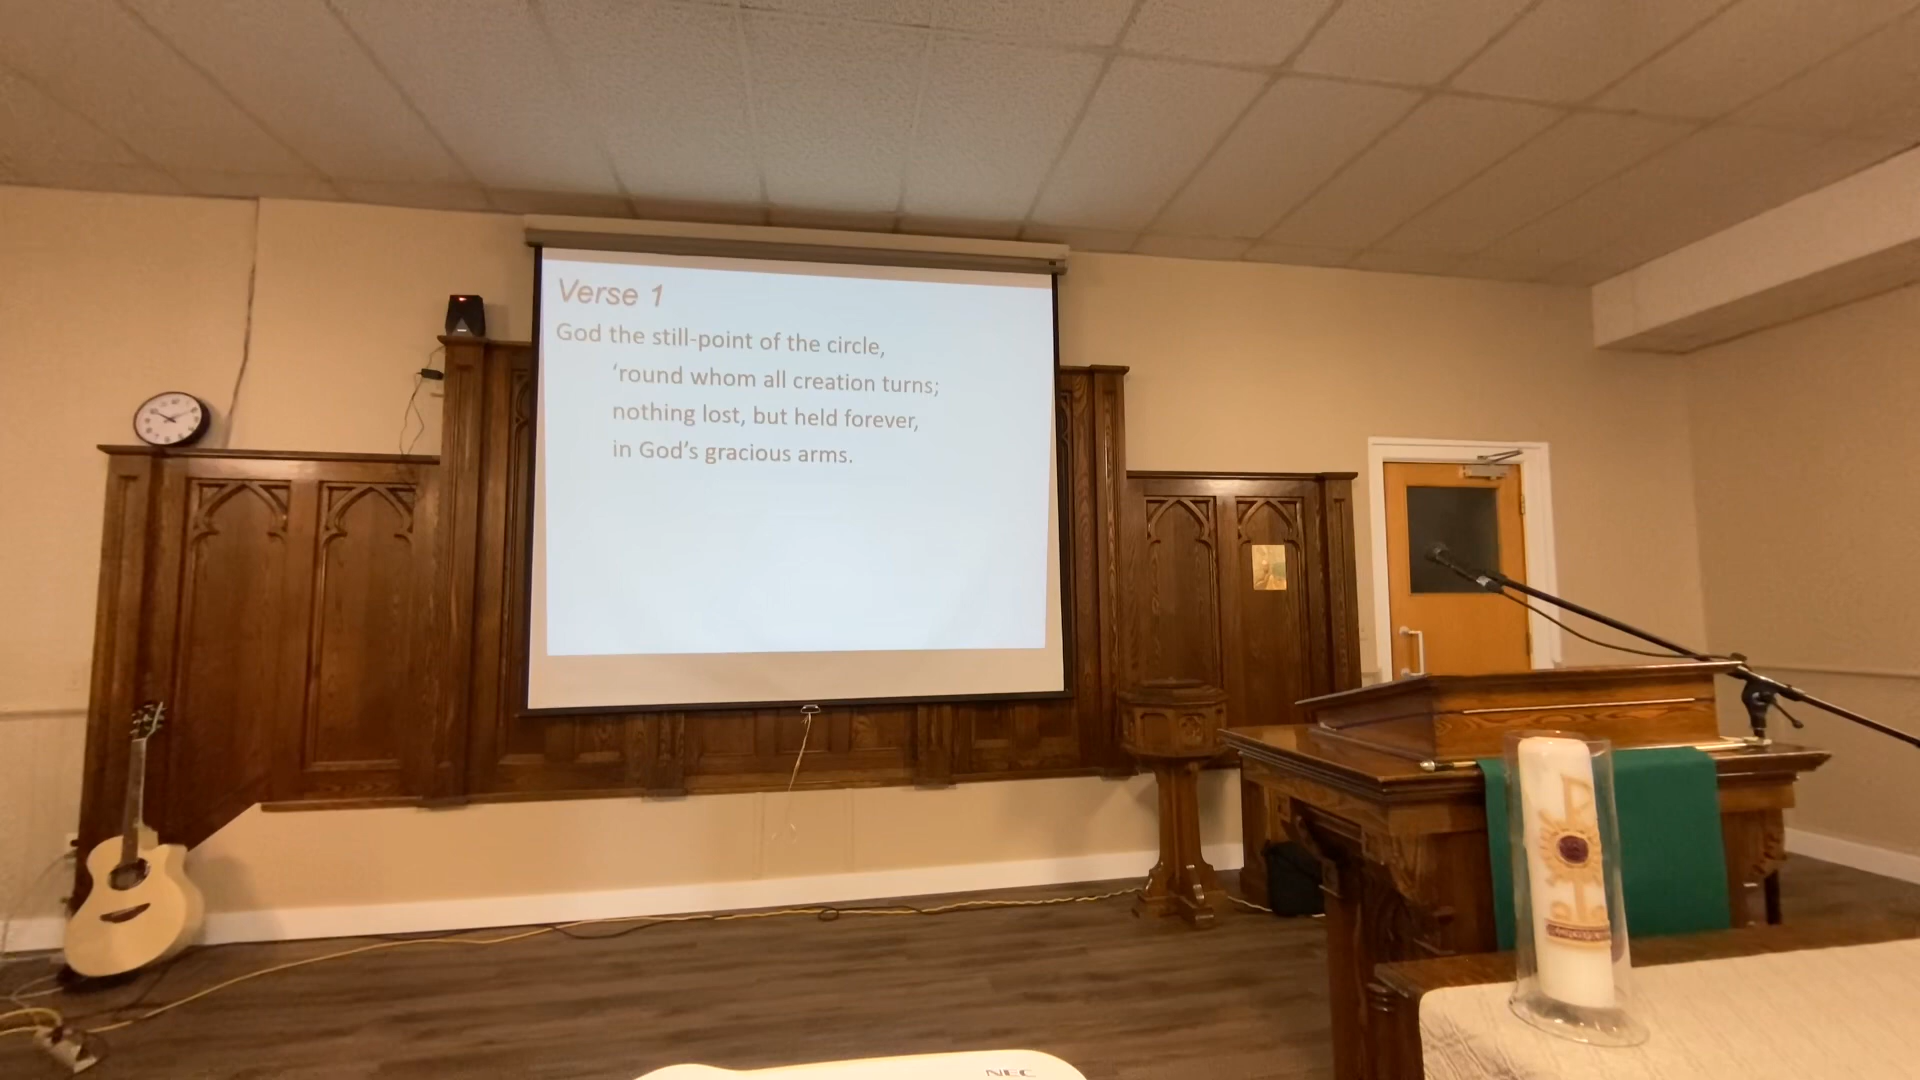 Verse 1
God the still-point of the circle,
‘round whom all creation turns;
nothing lost, but held forever,
in God’s gracious arms.
NEC